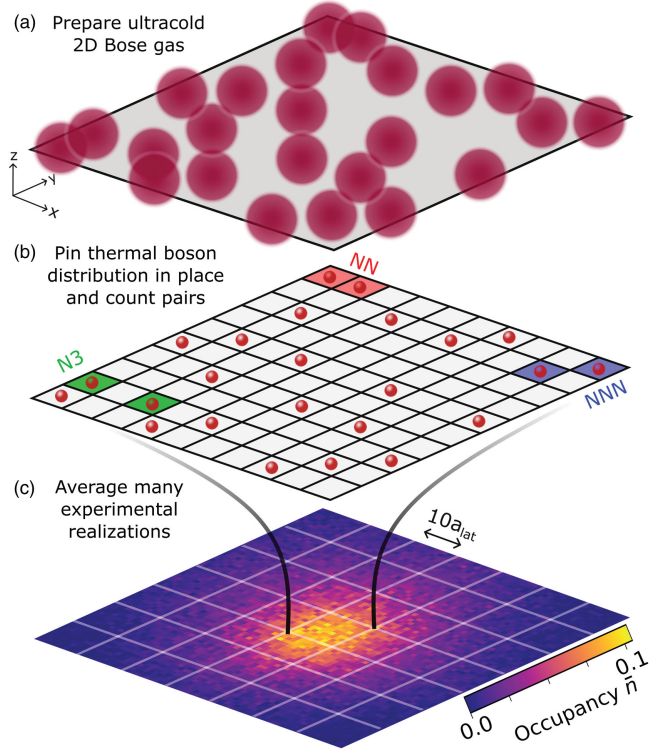 (a) Prepare ultracold
2D Bose gas
z
y
x
(b) Pin thermal boson
distribution in place
and count pairs
NN
N3
NNN
(c) Average many
experimental
realizations
10a_lat
0.1
0.0
Occupancy n̄